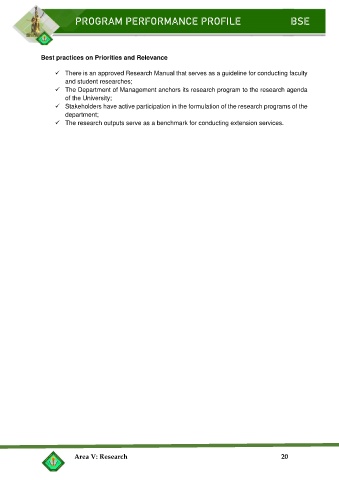 PROGRAM PERFORMANCE PROFILE BSE
Best practices on Priorities and Relevance
✓ There is an approved Research Manual that serves as a guideline for conducting faculty
and student researches;
✓ The Department of Management anchors its research program to the research agenda
of the University;
✓ Stakeholders have active participation in the formulation of the research programs of the
department;
✓ The research outputs serve as a benchmark for conducting extension services.
Area V: Research 20